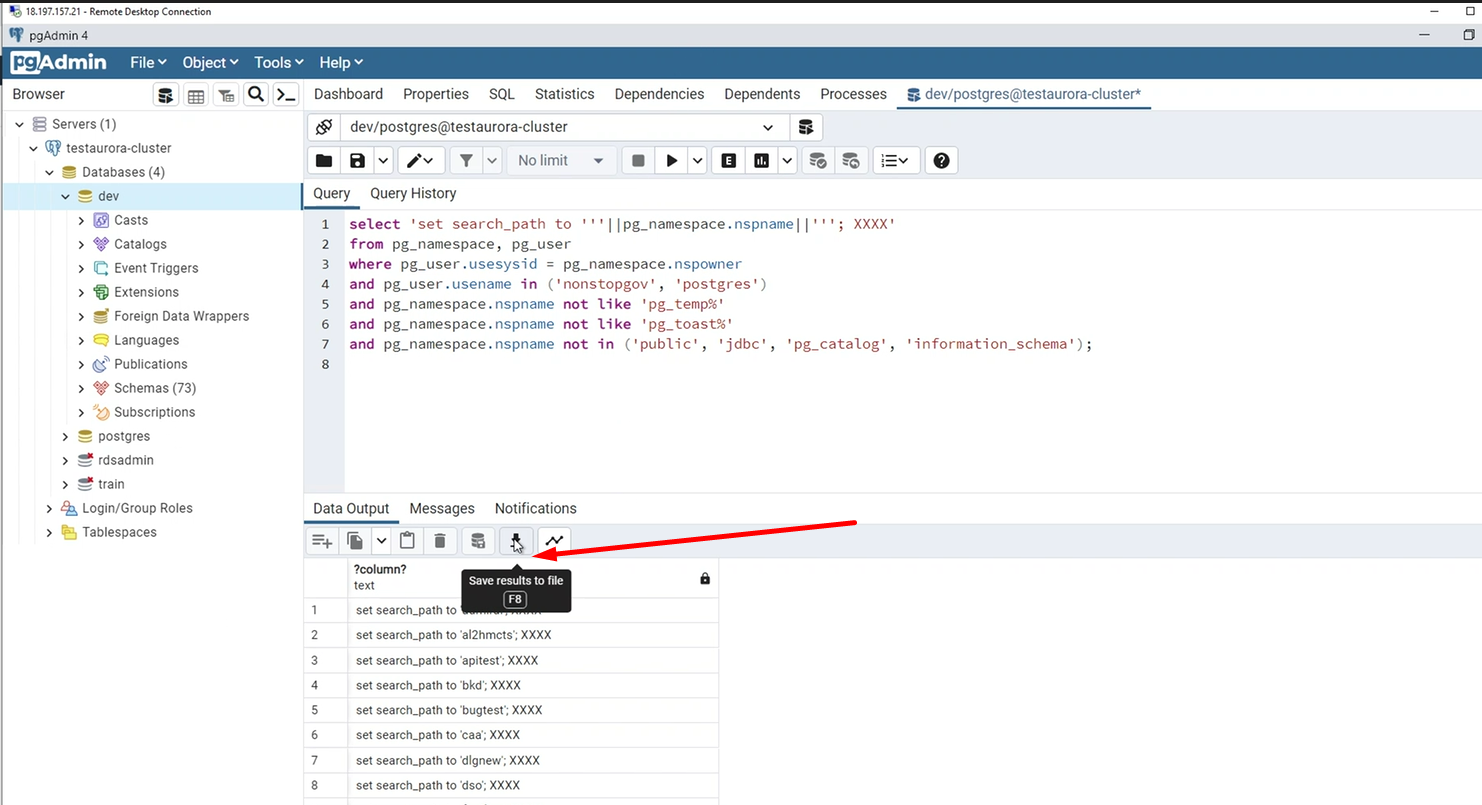 18.197.157.21 - Remote Desktop Connection
pgAdmin 4
pgAdmin File Object Tools Help
Browser
Dashboard Properties SQL Statistics Dependencies Dependents Processes dev/postgres@testaurora-cluster*
Servers (1)
testaurora-cluster
Databases (4)
dev
Casts
Catalogs
Event Triggers
Extensions
Foreign Data Wrappers
Languages
Publications
Schemas (73)
Subscriptions
postgres
rdsadmin
train
Login/Group Roles
Tablespaces
dev/postgres@testaurora-cluster
No limit E
Query Query History
1 select 'set search_path to '''||pg_namespace.nspname||'''; XXXX'
2 from pg_namespace, pg_user
3 where pg_user.usesysid = pg_namespace.nspowner
4 and pg_user.usename in ('nonstopgov', 'postgres')
5 and pg_namespace.nspname not like 'pg_temp%'
6 and pg_namespace.nspname not like 'pg_toast%'
7 and pg_namespace.nspname not in ('public', 'jdbc', 'pg_catalog', 'information_schema');
8
Data Output Messages Notifications
?column?
text
Save results to file
F8
1 set search_path to
2 set search_path to 'al2hmcts'; XXXX
3 set search_path to 'apitest'; XXXX
4 set search_path to 'bkd'; XXXX
5 set search_path to 'bugtest'; XXXX
6 set search_path to 'caa'; XXXX
7 set search_path to 'dlgnew'; XXXX
8 set search_path to 'dso'; XXXX